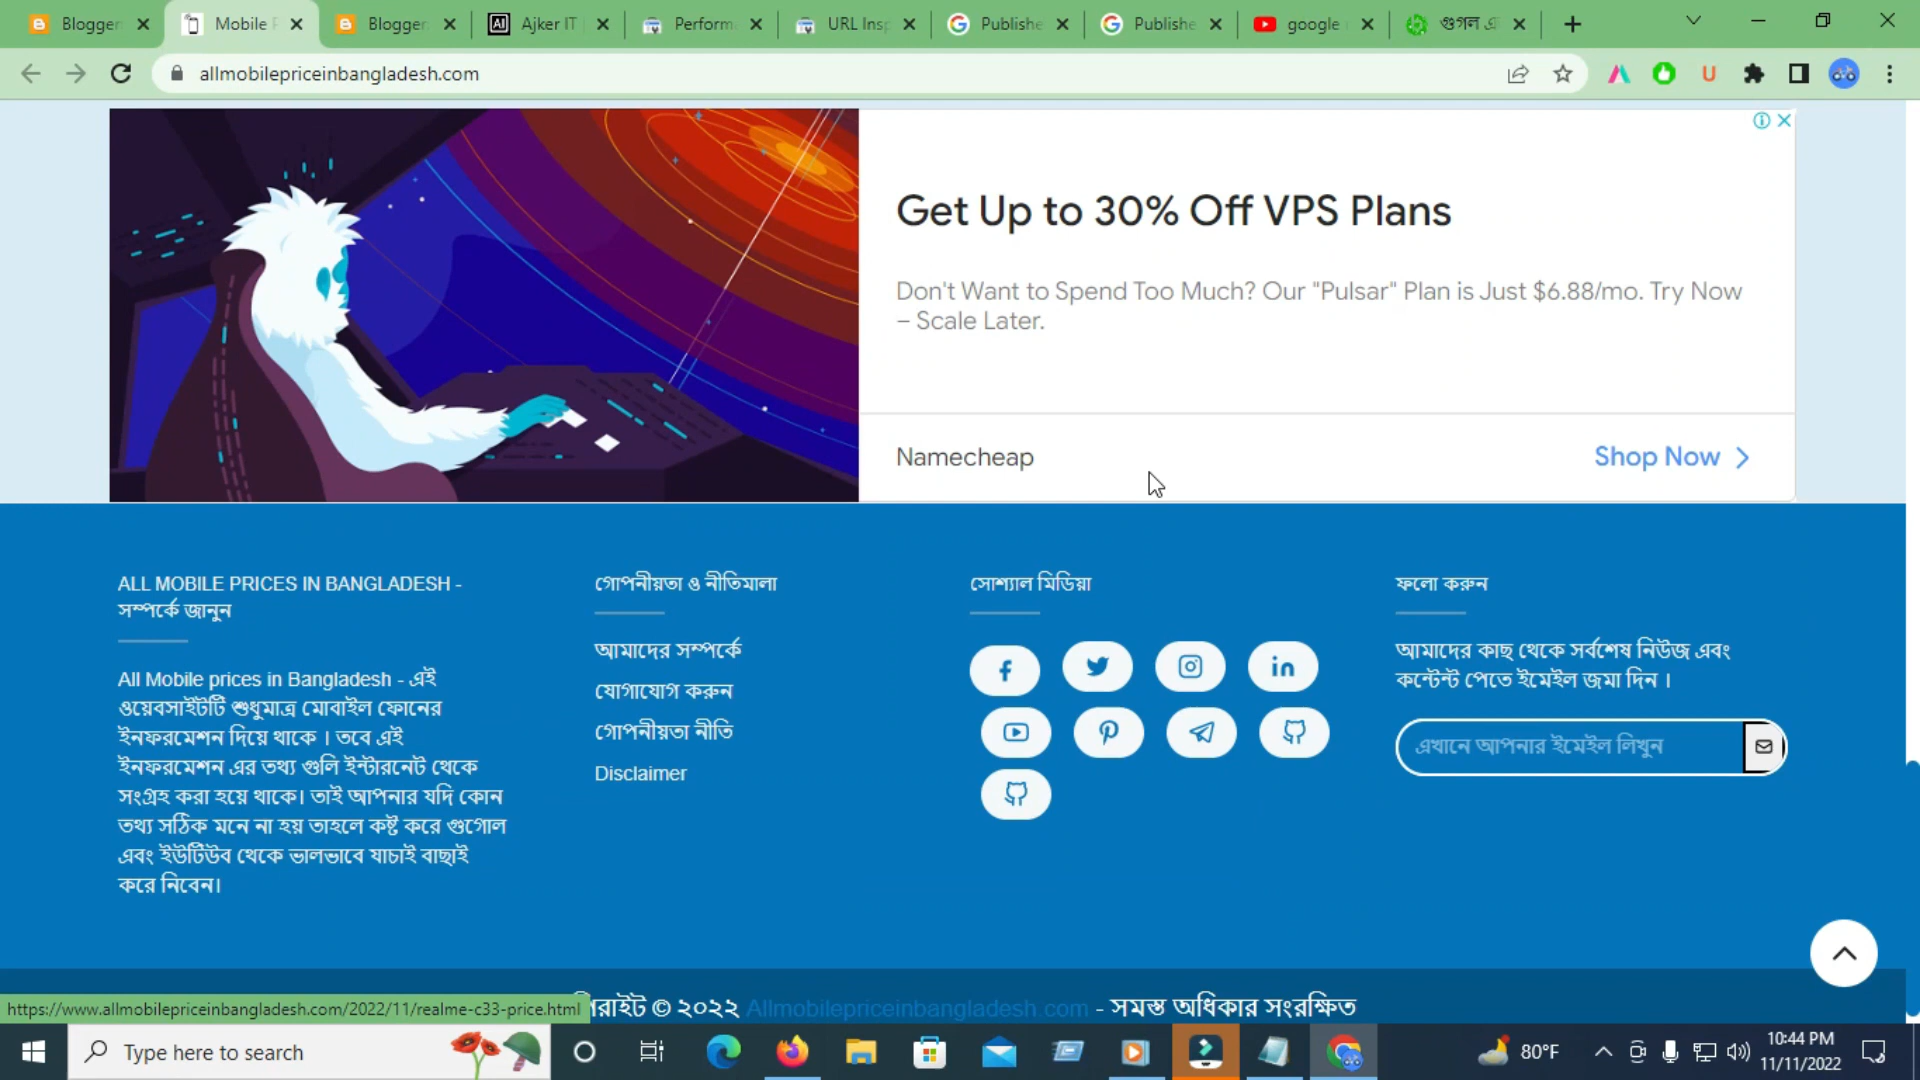 Blogger
Mobile P
Blogger
AI Ajker IT
Perform
URL Insp
Publishe
Publishe
google
গুগল এ
allmobilepriceinbangladesh.com
U
Get Up to 30% Off VPS Plans
Don't Want to Spend Too Much? Our "Pulsar" Plan is Just $6.88/mo. Try Now
– Scale Later.
Namecheap
Shop Now
ALL MOBILE PRICES IN BANGLADESH -
সম্পর্কে জানুন
All Mobile prices in Bangladesh - এই
ওয়েবসাইটটি শুধুমাত্র মোবাইল ফোনের
ইনফরমেশন দিয়ে থাকে । তবে এই
ইনফরমেশন এর তথ্য গুলি ইন্টারনেট থেকে
সংগ্রহ করা হয়ে থাকে। তাই আপনার যদি কোন
তথ্য সঠিক মনে না হয় তাহলে কষ্ট করে গুগোল
এবং ইউটিউব থেকে ভালভাবে যাচাই বাছাই
করে নিবেন।
গোপনীয়তা ও নীতিমালা
আমাদের সম্পর্কে
যোগাযোগ করুন
গোপনীয়তা নীতি
Disclaimer
সোশ্যাল মিডিয়া
ফলো করুন
আমাদের কাছ থেকে সর্বশেষ নিউজ এবং
কন্টেন্ট পেতে ইমেইল জমা দিন ।
এখানে আপনার ইমেইল লিখুন
https://www.allmobilepriceinbangladesh.com/2022/11/realme-c33-price.html
পিরাইট © ২০২২ Allmobilepriceinbangladesh.com - সমস্ত অধিকার সংরক্ষিত
Type here to search
80°F
10:44 PM
11/11/2022